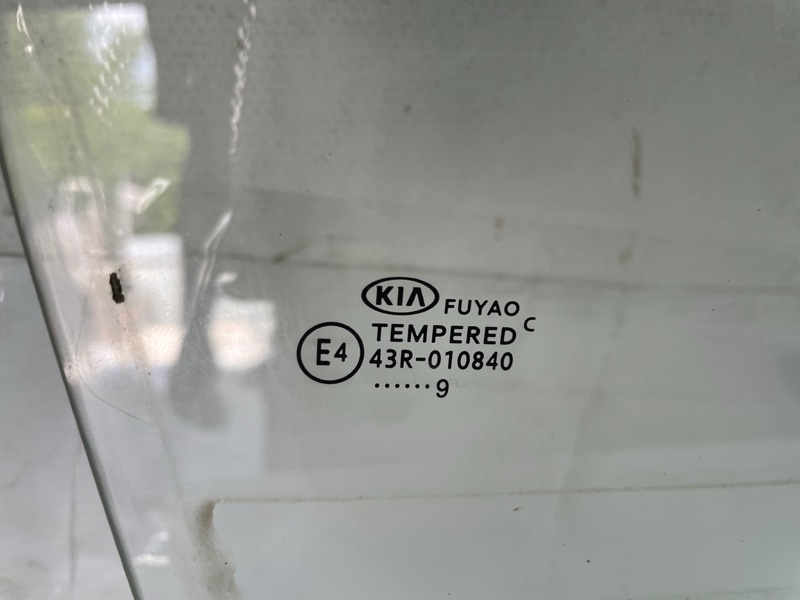 KIA FUYAO
TEMPERED C
E4 43R-010840
······9